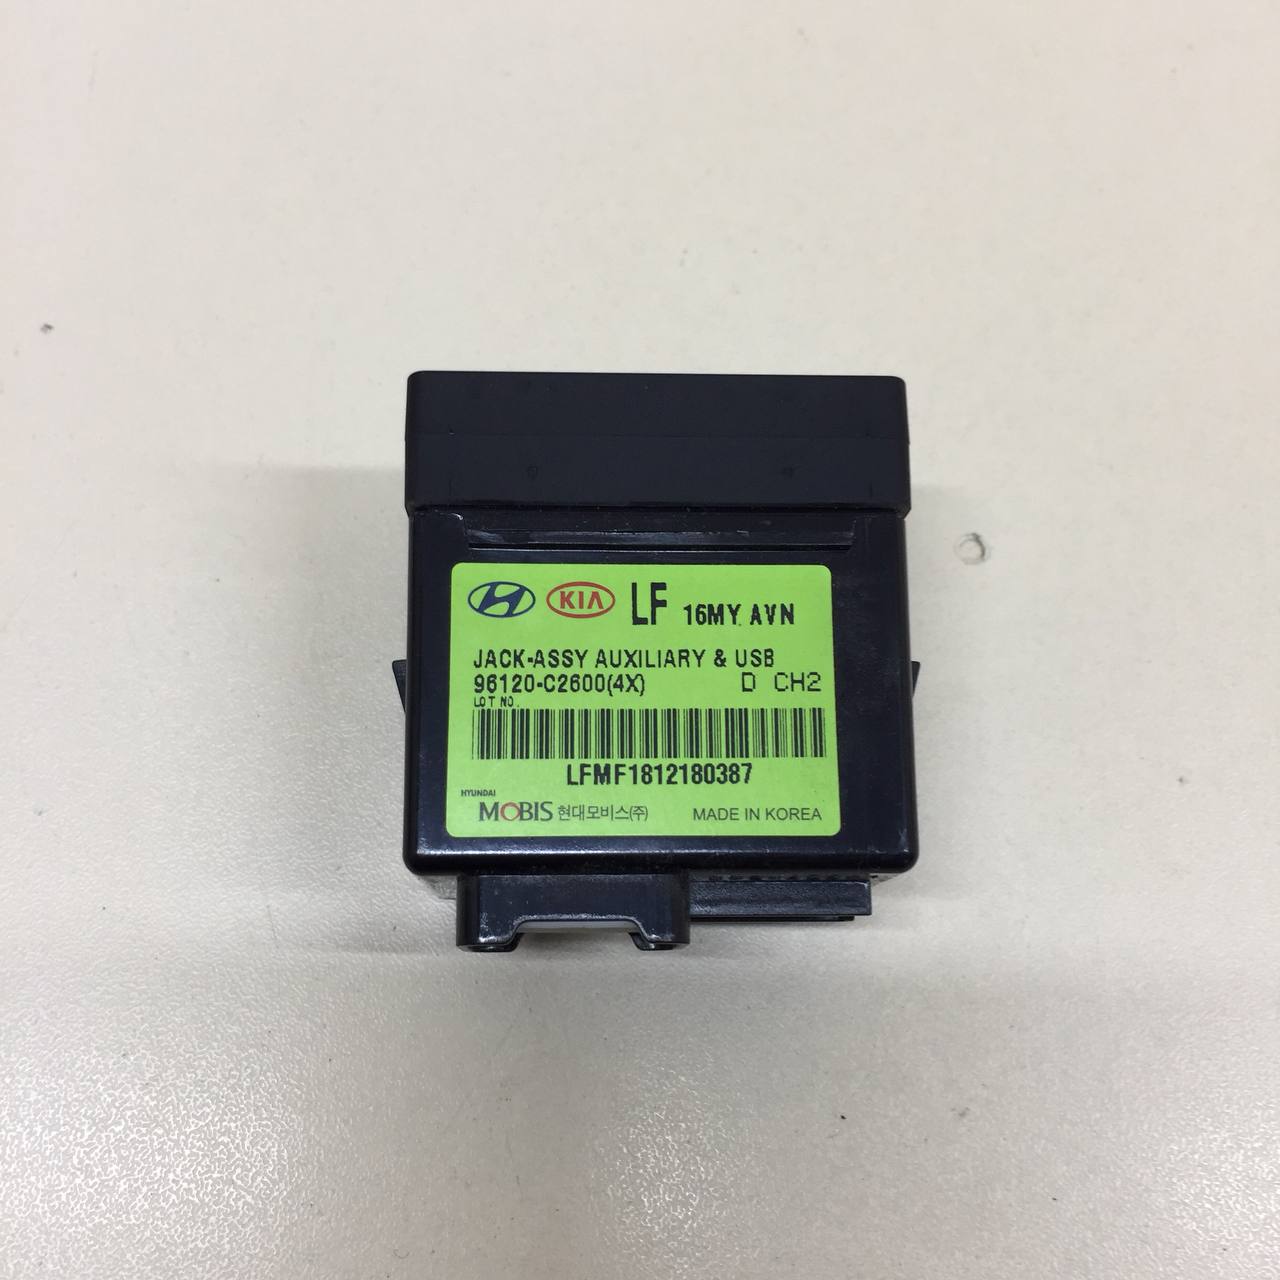 KIA LF 16MY. AVN
JACK-ASSY AUXILIARY & USB
96120-C2600(4X) D CH2
LOT NO.
LFMF1812180387
HYUNDAI
MOBIS 현대모비스(주) MADE IN KOREA